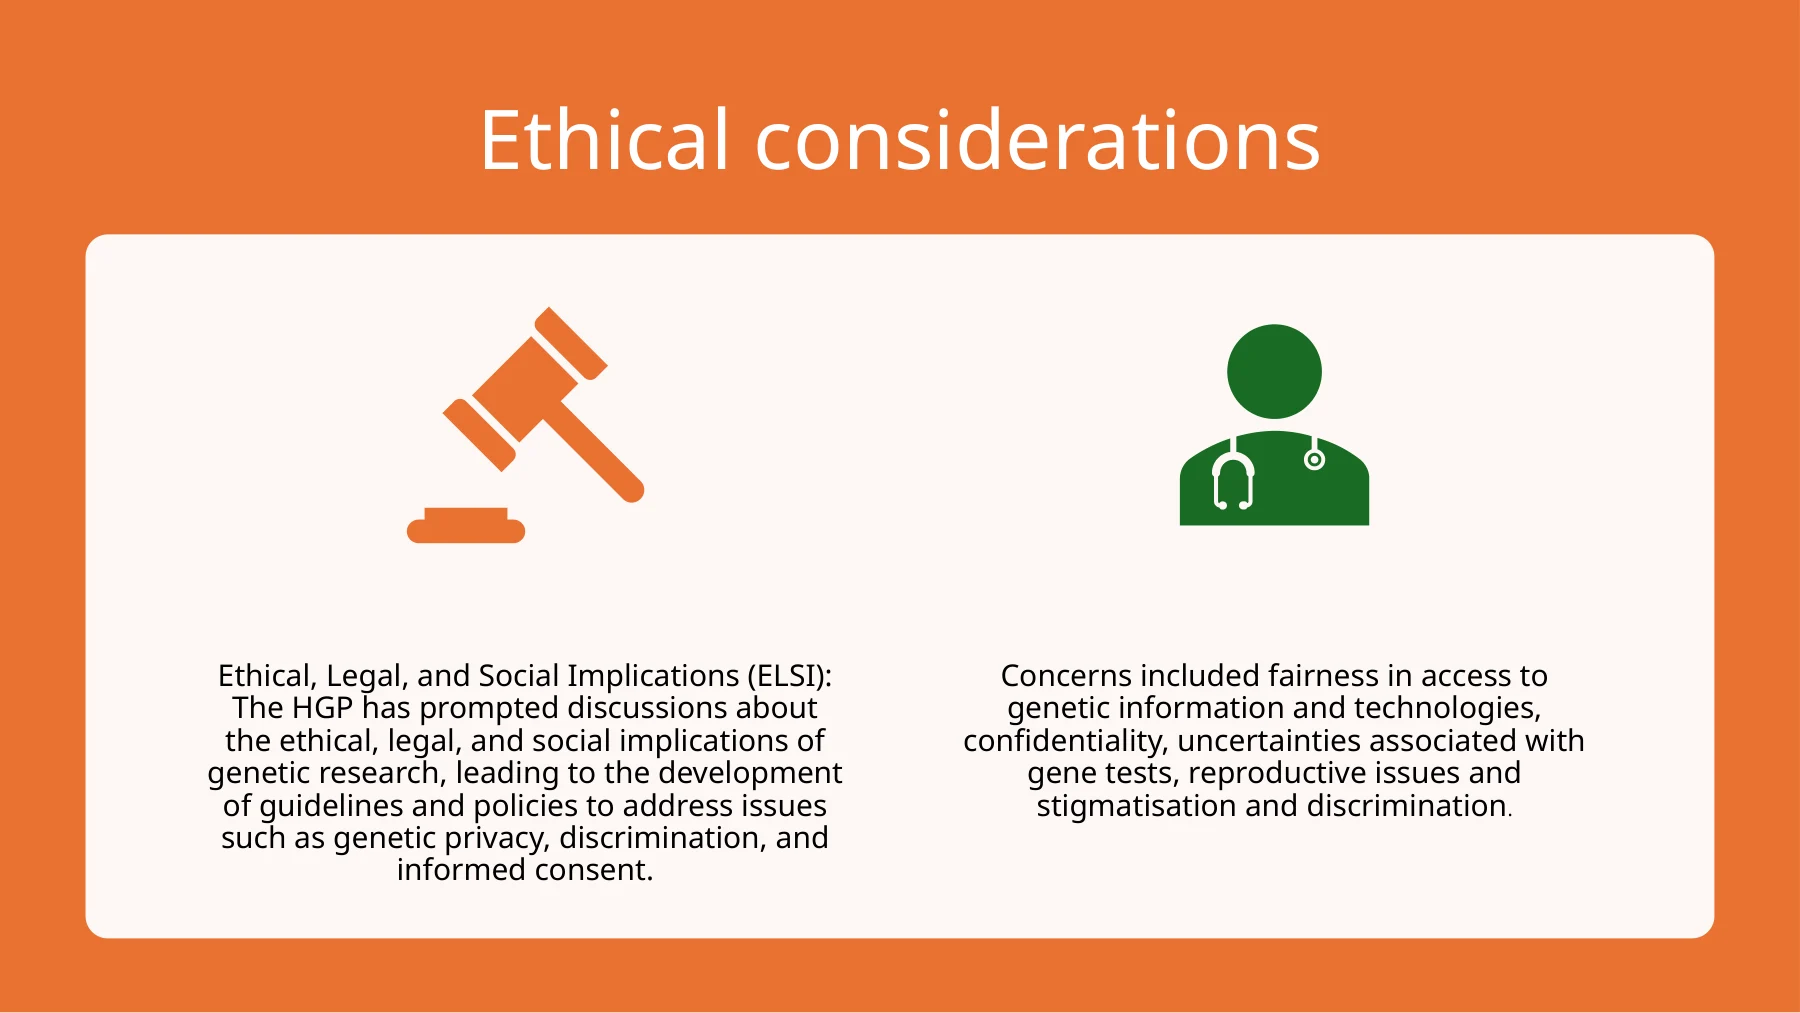 Ethical considerations
Ethical, Legal, and Social Implications (ELSI):
The HGP has prompted discussions about
the ethical, legal, and social implications of
genetic research, leading to the development
of guidelines and policies to address issues
such as genetic privacy, discrimination, and
informed consent.
Concerns included fairness in access to
genetic information and technologies,
confidentiality, uncertainties associated with
gene tests, reproductive issues and
stigmatisation and discrimination.